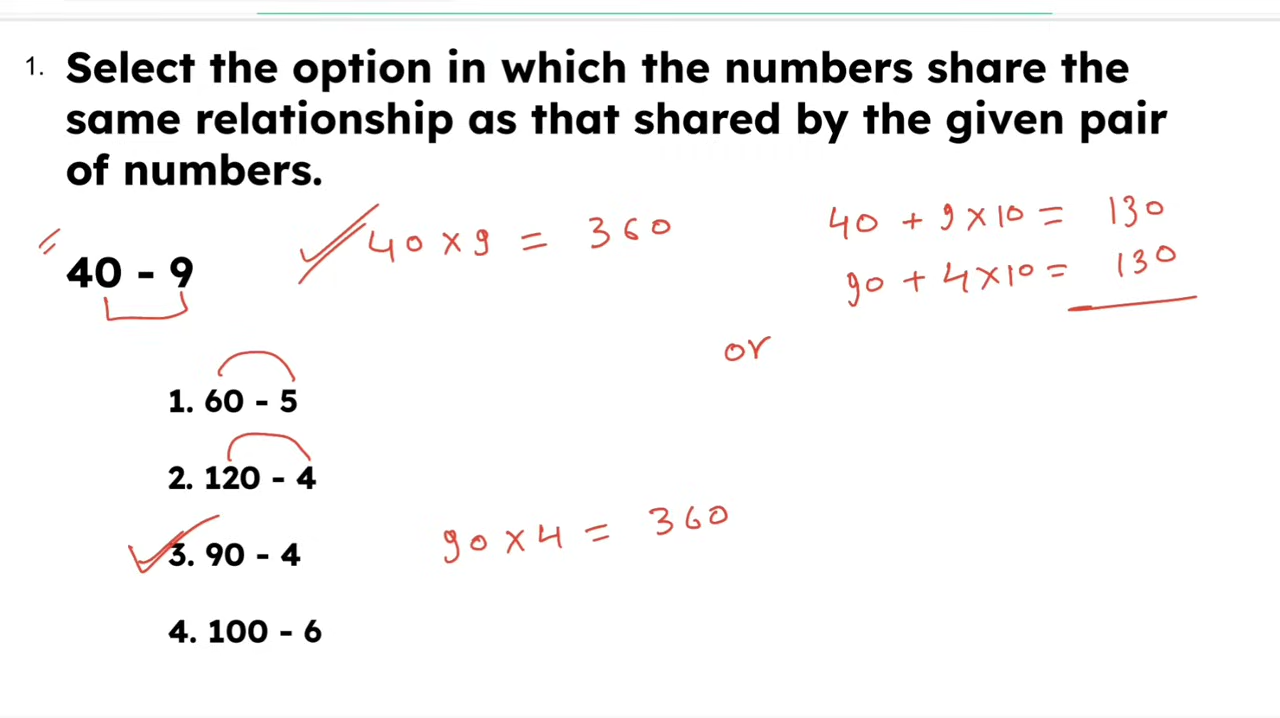 1. Select the option in which the numbers share the
same relationship as that shared by the given pair
of numbers.
40 - 9
40 x 9 = 360
40 + 9 x 10 = 130
90 + 4 x 10 = 130
or
1. 60 - 5
2. 120 - 4
3. 90 - 4
90 x 4 = 360
4. 100 - 6